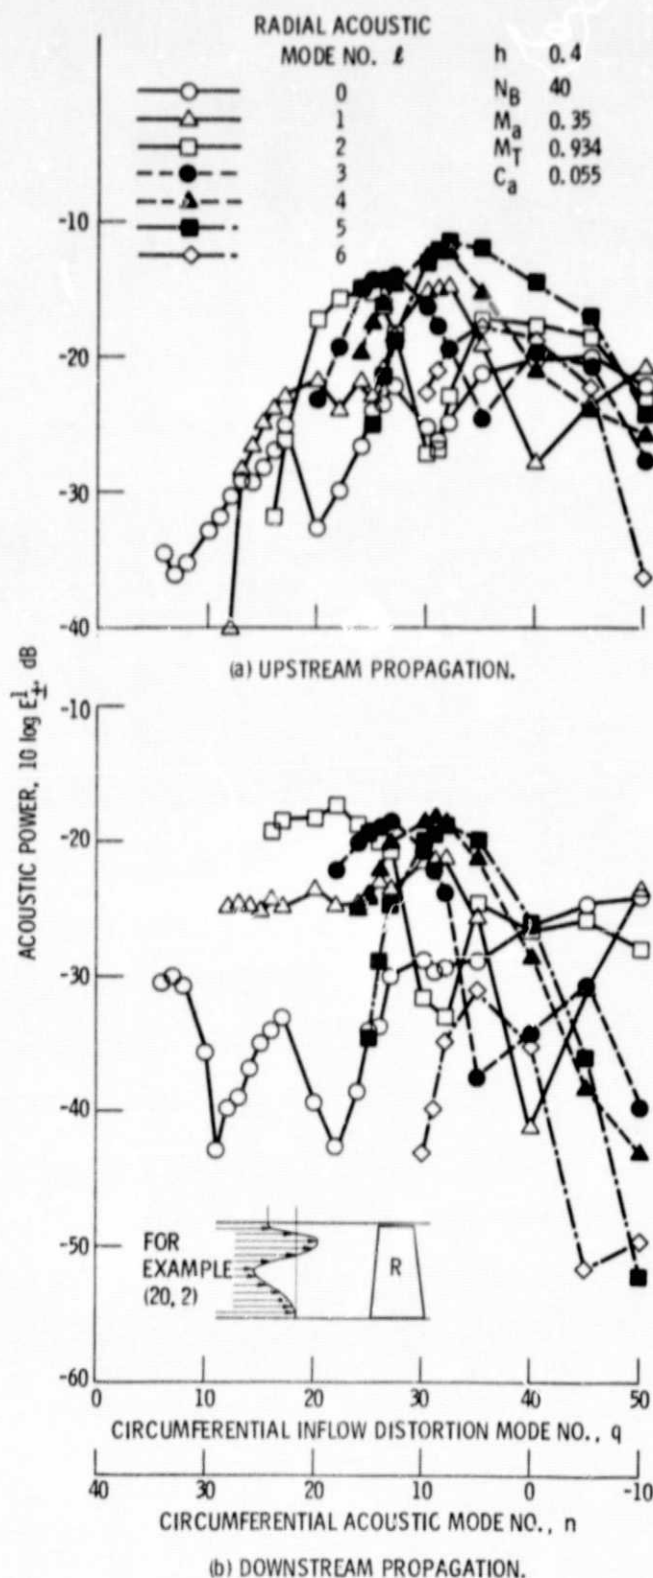 RADIAL ACOUSTIC
MODE NO. ℓ
0
1
2
3
4
5
6
h 0.4
N_B 40
M_a 0.35
M_T 0.934
C_a 0.055
-10
-20
-30
-40
(a) UPSTREAM PROPAGATION.
ACOUSTIC POWER, 10 log E¹±, dB
-10
-20
-30
-40
-50
-60
FOR
EXAMPLE
(20, 2)
R
0 10 20 30 40 50
CIRCUMFERENTIAL INFLOW DISTORTION MODE NO., q
40 30 20 10 0 -10
CIRCUMFERENTIAL ACOUSTIC MODE NO., n
(b) DOWNSTREAM PROPAGATION.